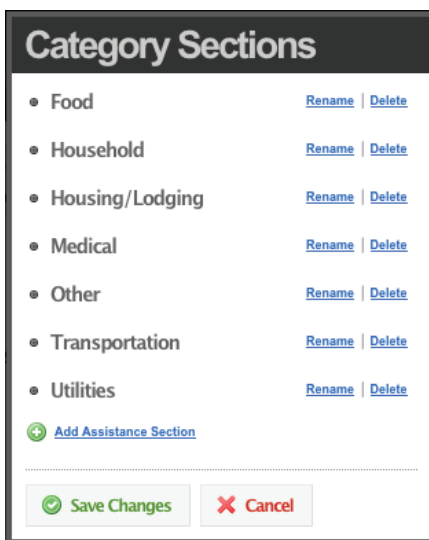 Category Sections
Food Rename | Delete
Household Rename | Delete
Housing/Lodging Rename | Delete
Medical Rename | Delete
Other Rename | Delete
Transportation Rename | Delete
Utilities Rename | Delete
Add Assistance Section
Save Changes Cancel